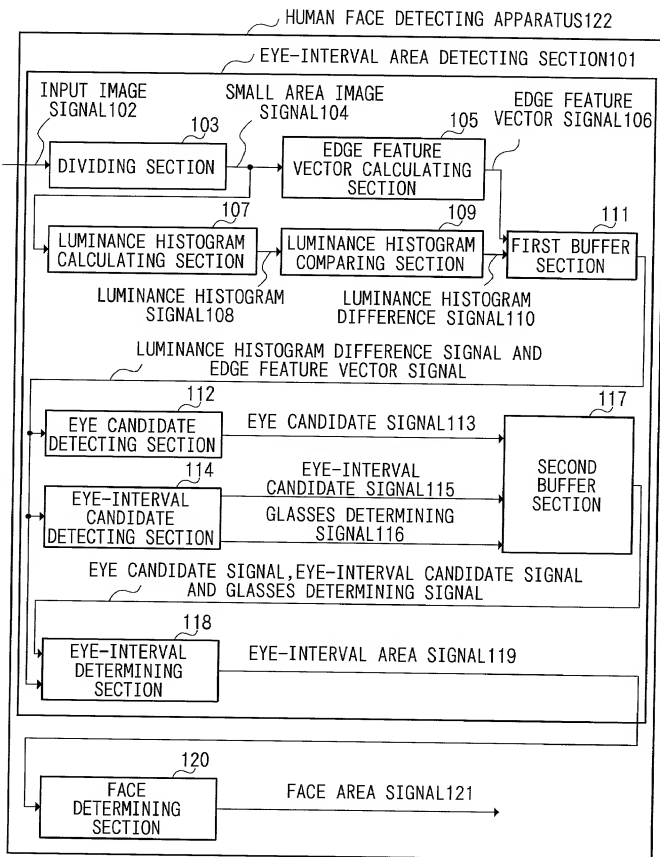 HUMAN FACE DETECTING APPARATUS122
EYE-INTERVAL AREA DETECTING SECTION101
INPUT IMAGE
SIGNAL102
SMALL AREA IMAGE
SIGNAL104
EDGE FEATURE
VECTOR SIGNAL106
103
DIVIDING SECTION
105
EDGE FEATURE
VECTOR CALCULATING
SECTION
107
LUMINANCE HISTOGRAM
CALCULATING SECTION
109
LUMINANCE HISTOGRAM
COMPARING SECTION
111
FIRST BUFFER
SECTION
LUMINANCE HISTOGRAM
SIGNAL108
LUMINANCE HISTOGRAM
DIFFERENCE SIGNAL110
LUMINANCE HISTOGRAM DIFFERENCE SIGNAL AND
EDGE FEATURE VECTOR SIGNAL
112
EYE CANDIDATE
DETECTING SECTION
EYE CANDIDATE SIGNAL113
117
SECOND
BUFFER
SECTION
114
EYE-INTERVAL
CANDIDATE
DETECTING SECTION
EYE-INTERVAL
CANDIDATE SIGNAL115
GLASSES DETERMINING
SIGNAL116
EYE CANDIDATE SIGNAL,EYE-INTERVAL CANDIDATE SIGNAL
AND GLASSES DETERMINING SIGNAL
118
EYE-INTERVAL
DETERMINING
SECTION
EYE-INTERVAL AREA SIGNAL119
120
FACE
DETERMINING
SECTION
FACE AREA SIGNAL121